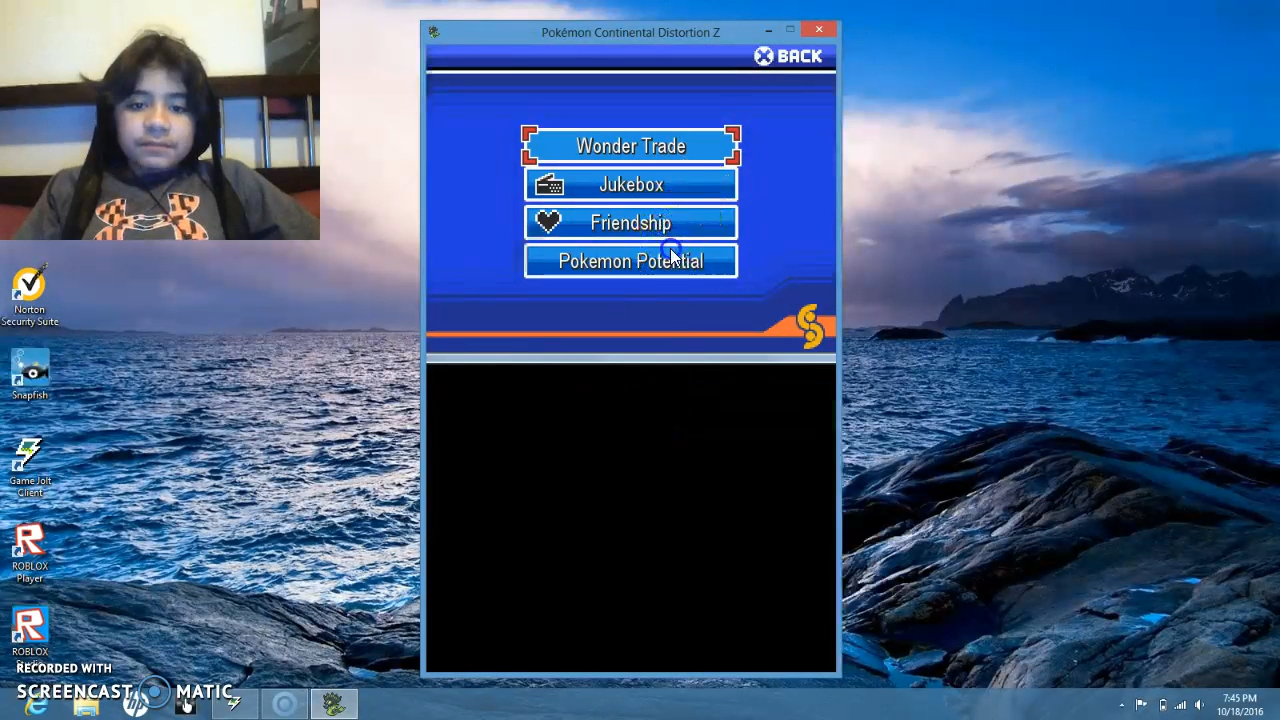 Pokémon Continental Distortion Z
BACK
Wonder Trade
Jukebox
Friendship
Pokemon Potential
Norton
Security Suite
Snapfish
Game Jolt
Client
ROBLOX
Player
ROBLOX
RECORDED WITH
SCREENCAST MATIC
7:45 PM
10/18/2016